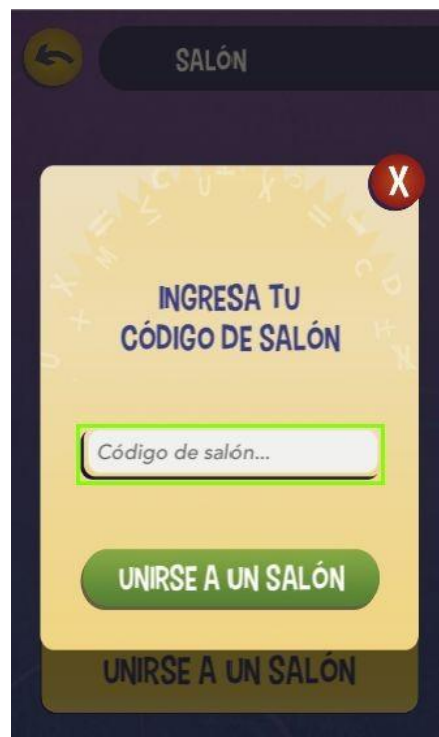 SALÓN
X
INGRESA TU
CÓDIGO DE SALÓN
Código de salón...
UNIRSE A UN SALÓN
UNIRSE A UN SALÓN